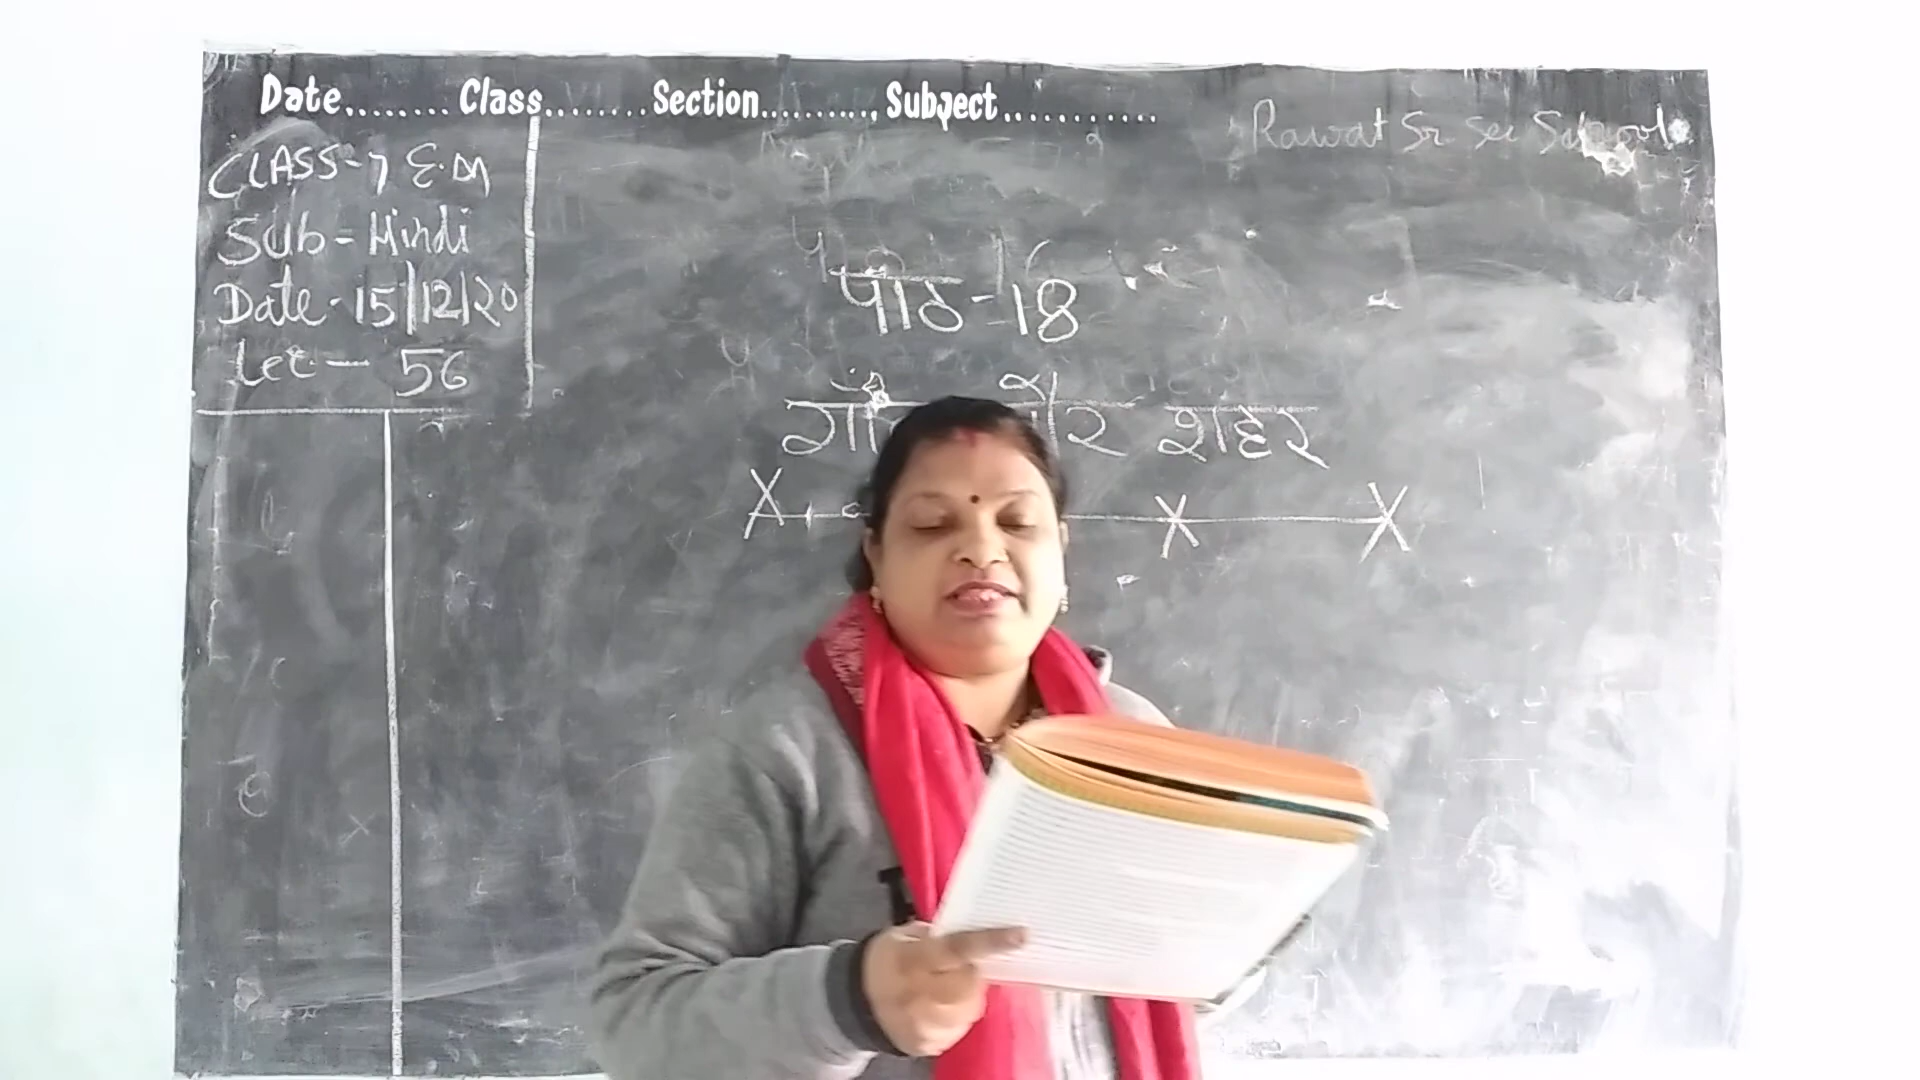 Date........ Class........ Section.........., Subject............
Rawat Sr Sec School
CLASS-7 E.M
Sub-Hindi
Date-15/12/20
Lec.- 56
पाठ-18
और शहर